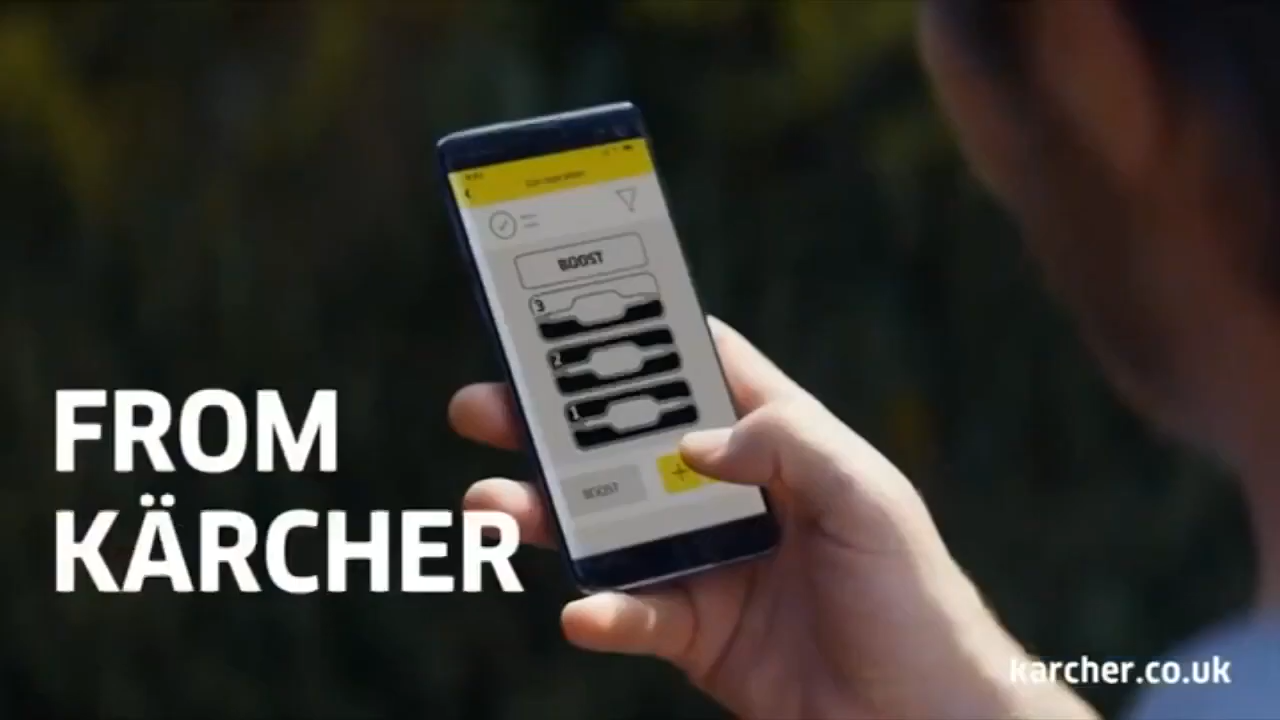 BOOST
3
2
1
BOOST
FROM
KÄRCHER
karcher.co.uk